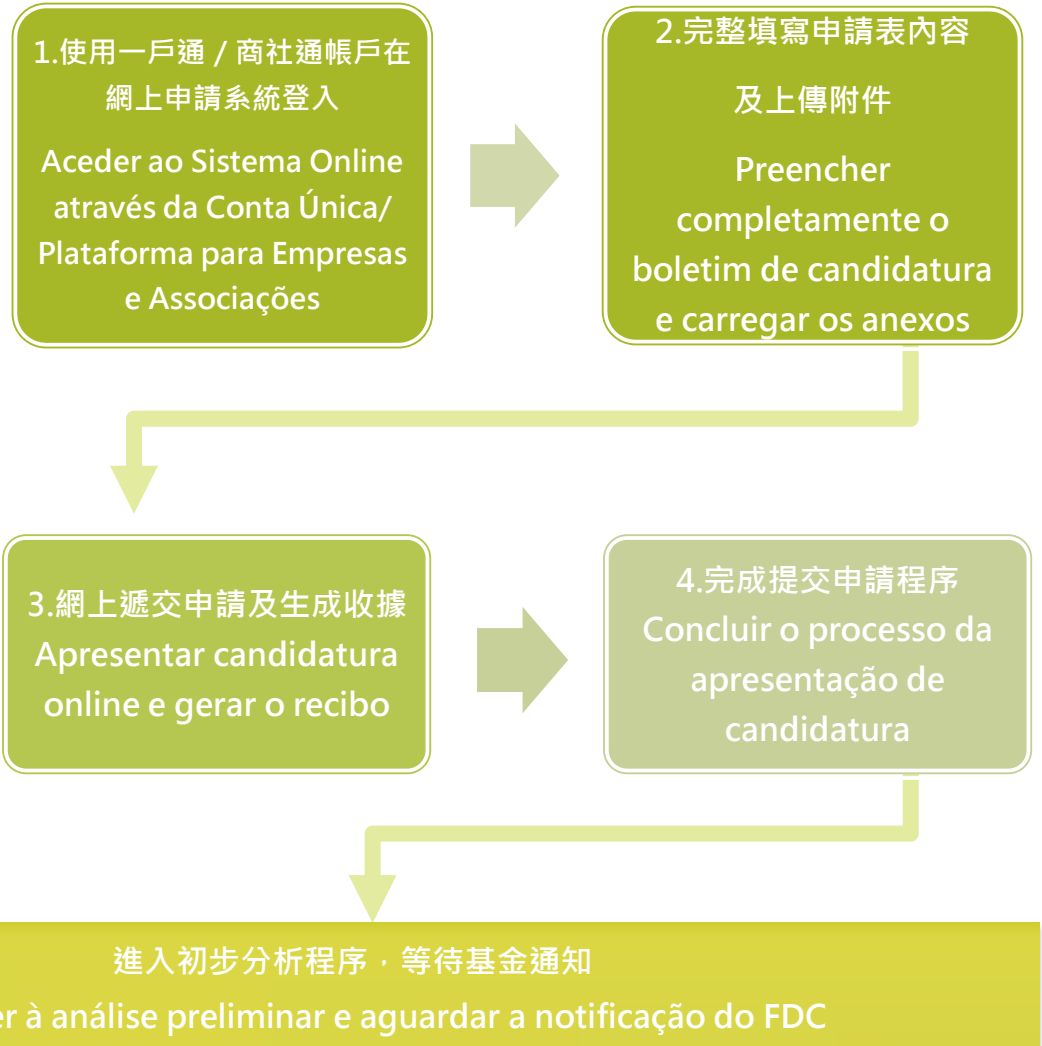 1.使用一戶通 / 商社通帳戶在
網上申請系統登入
Aceder ao Sistema Online
através da Conta Única/
Plataforma para Empresas
e Associações
2.完整填寫申請表內容
及上傳附件
Preencher
completamente o
boletim de candidatura
e carregar os anexos
3.網上遞交申請及生成收據
Apresentar candidatura
online e gerar o recibo
4.完成提交申請程序
Concluir o processo da
apresentação de
candidatura
進入初步分析程序，等待基金通知
er à análise preliminar e aguardar a notificação do FDC